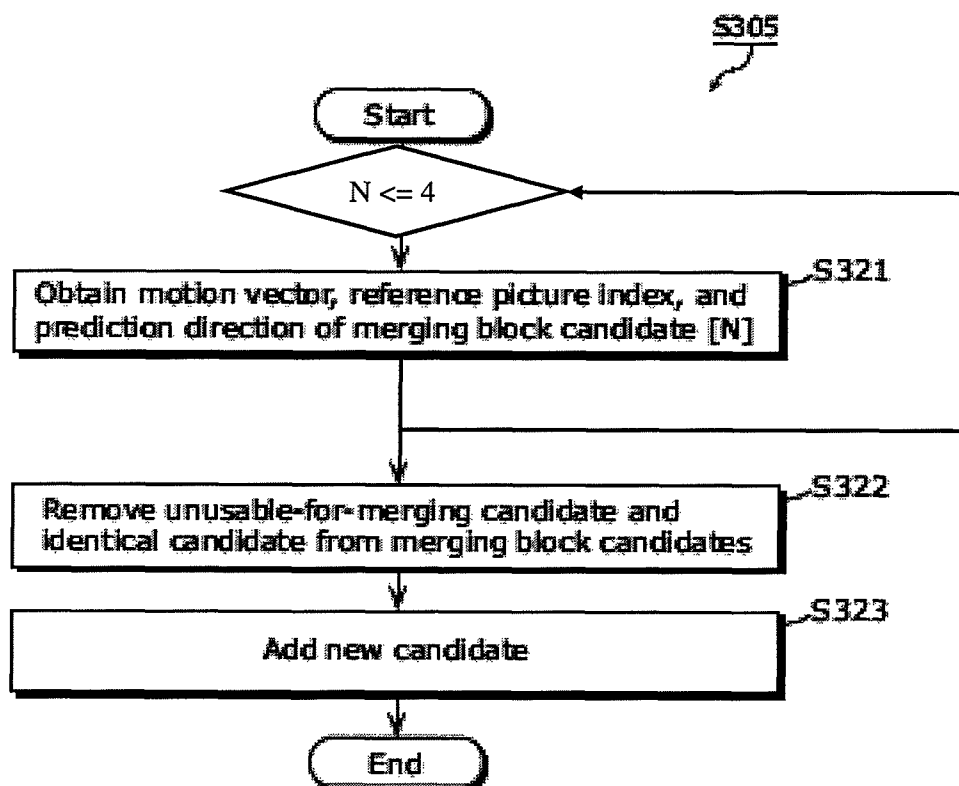 S305
Start
N <= 4
S321
Obtain motion vector, reference picture index, and
prediction direction of merging block candidate [N]
S322
Remove unusable-for-merging candidate and
identical candidate from merging block candidates
S323
Add new candidate
End